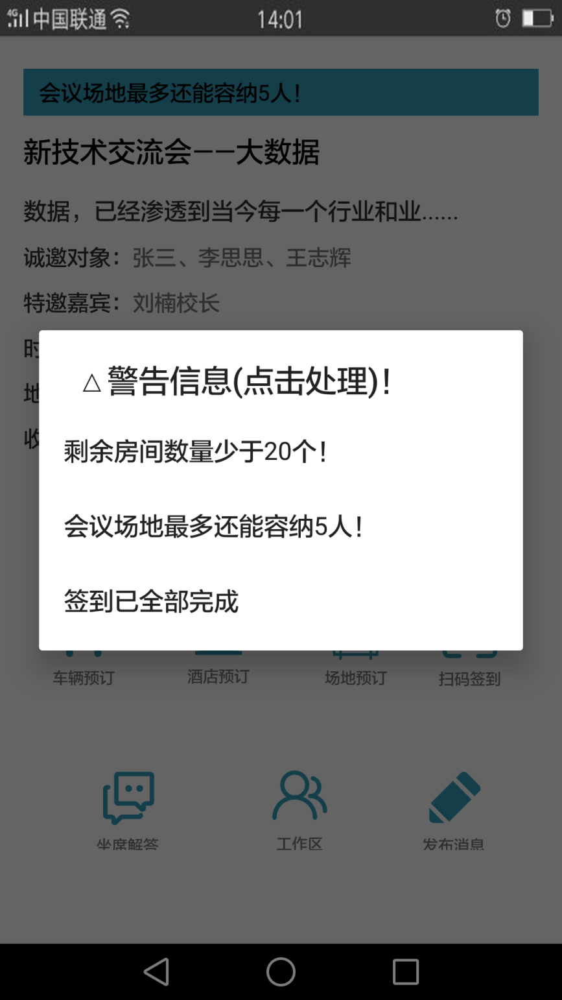 4G 中国联通 14:01
会议场地最多还能容纳5人！
新技术交流会——大数据
数据，已经渗透到当今每一个行业和业......
诚邀对象：张三、李思思、王志辉
特邀嘉宾：刘楠校长
时
地
收
△警告信息(点击处理)！
剩余房间数量少于20个！
会议场地最多还能容纳5人！
签到已全部完成
车辆预订 酒店预订 场地预订 扫码签到
坐席解答 工作区 发布消息